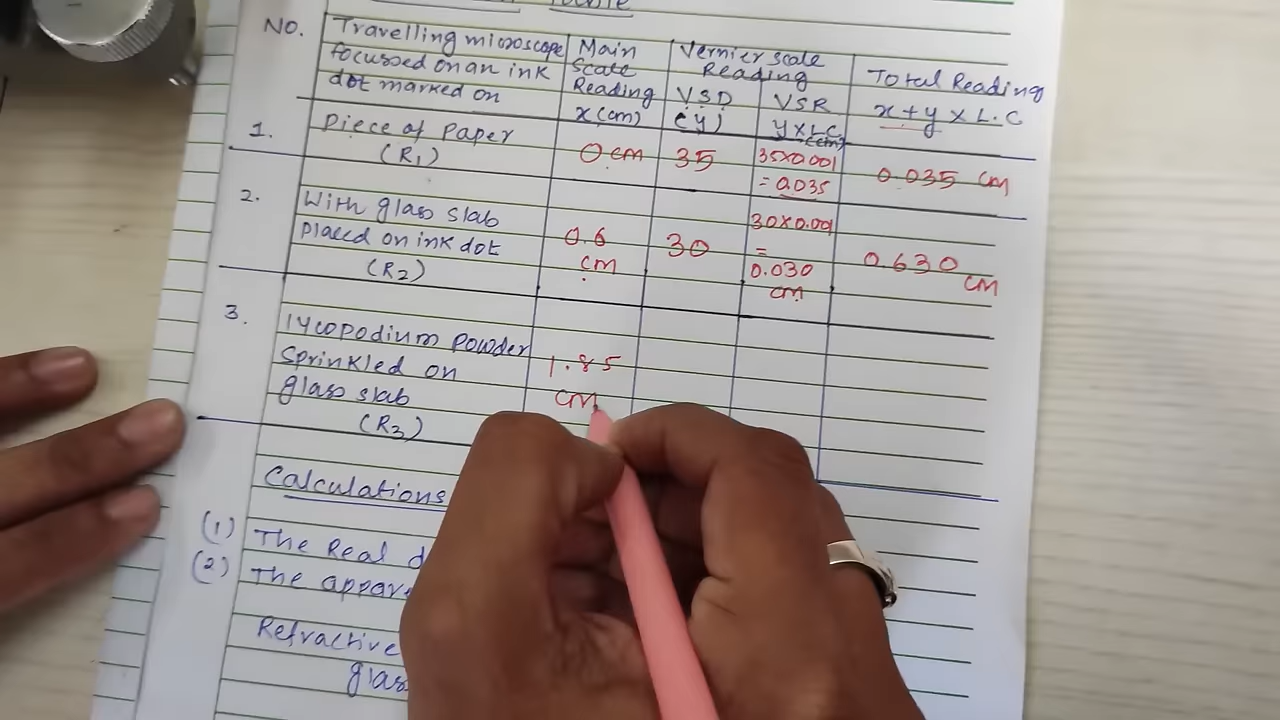 NO.
Travelling microscope
focussed on an ink
dot marked on
Main
Scale
Reading
x (cm)
Vernier scale
Reading
VSD
(y)
VSR
y x LC
(cm)
Total Reading
x + y x L.C
1.
Piece of Paper
(R1)
0 cm
35
35x0.001
= 0.035
0.035 cm
2.
With glass slab
placed on ink dot
(R2)
0.6
cm
30
30x0.001
=
0.030
cm
0.630
cm
3.
lycopodium powder
sprinkled on
glass slab
(R3)
1.85
cm
Calculations
(1) The Real
(2) The
Refractive